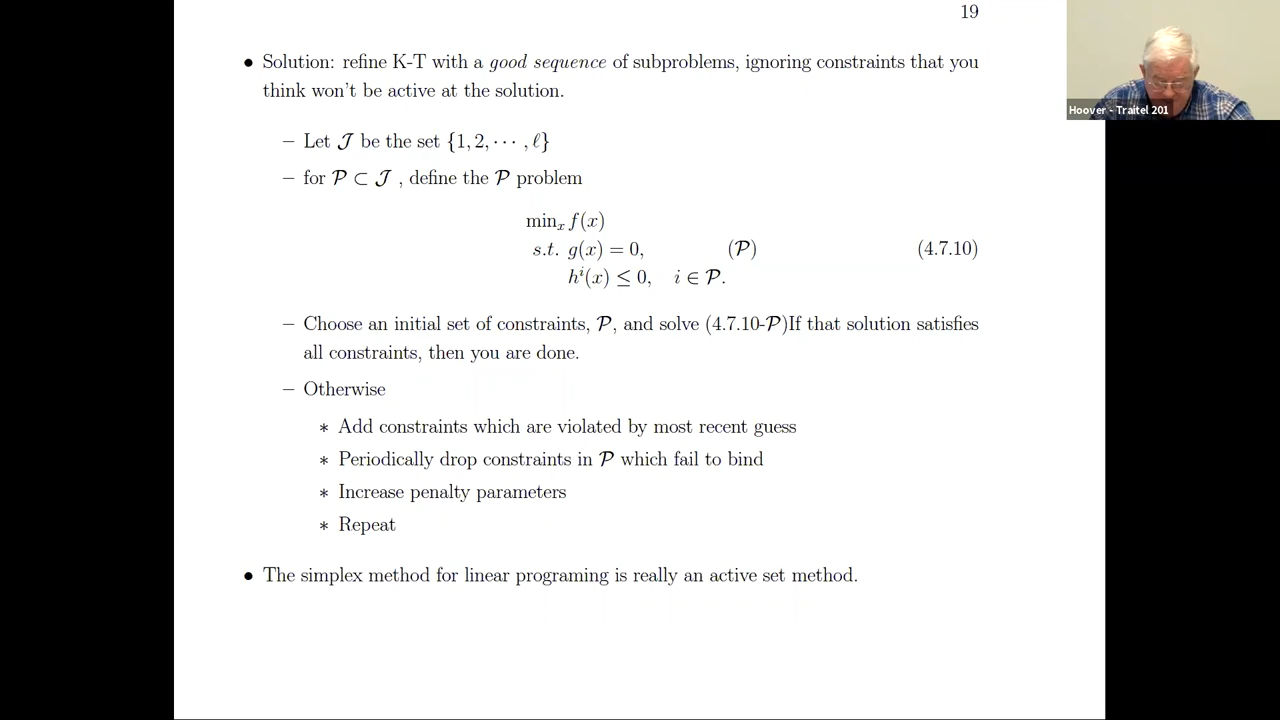 19
• Solution: refine K-T with a good sequence of subproblems, ignoring constraints that you
think won't be active at the solution.
– Let 𝒥 be the set {1, 2, ⋯ , ℓ}
– for 𝒫 ⊂ 𝒥 , define the 𝒫 problem
minₓ f(x)
s.t. g(x) = 0, (𝒫) (4.7.10)
hⁱ(x) ≤ 0, i ∈ 𝒫.
– Choose an initial set of constraints, 𝒫, and solve (4.7.10-𝒫)If that solution satisfies
all constraints, then you are done.
– Otherwise
∗ Add constraints which are violated by most recent guess
∗ Periodically drop constraints in 𝒫 which fail to bind
∗ Increase penalty parameters
∗ Repeat
• The simplex method for linear programing is really an active set method.
Hoover - Traitel 201